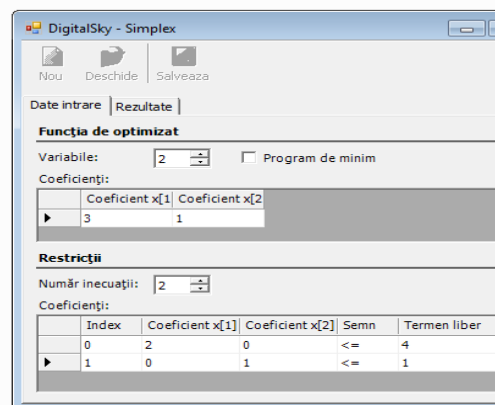 DigitalSky - Simplex
Nou Deschide Salveaza
Date intrare Rezultate
Funcția de optimizat
Variabile: 2 Program de minim
Coeficienți:
Coeficient x[1 Coeficient x[2
3 1
Restricții
Număr inecuații: 2
Coeficienți:
Index Coeficient x[1] Coeficient x[2] Semn Termen liber
0 2 0 <= 4
1 0 1 <= 1